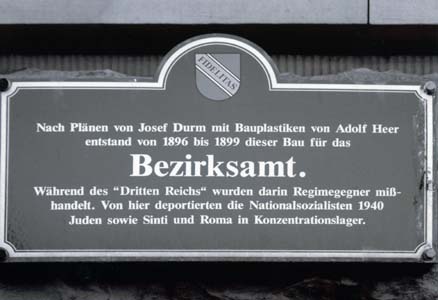 FIDELITAS
Nach Plänen von Josef Durm mit Bauplastiken von Adolf Heer
entstand von 1896 bis 1899 dieser Bau für das
Bezirksamt.
Während des "Dritten Reichs“ wurden darin Regimegegner miß-
handelt. Von hier deportierten die Nationalsozialisten 1940
Juden sowie Sinti und Roma in Konzentrationslager.